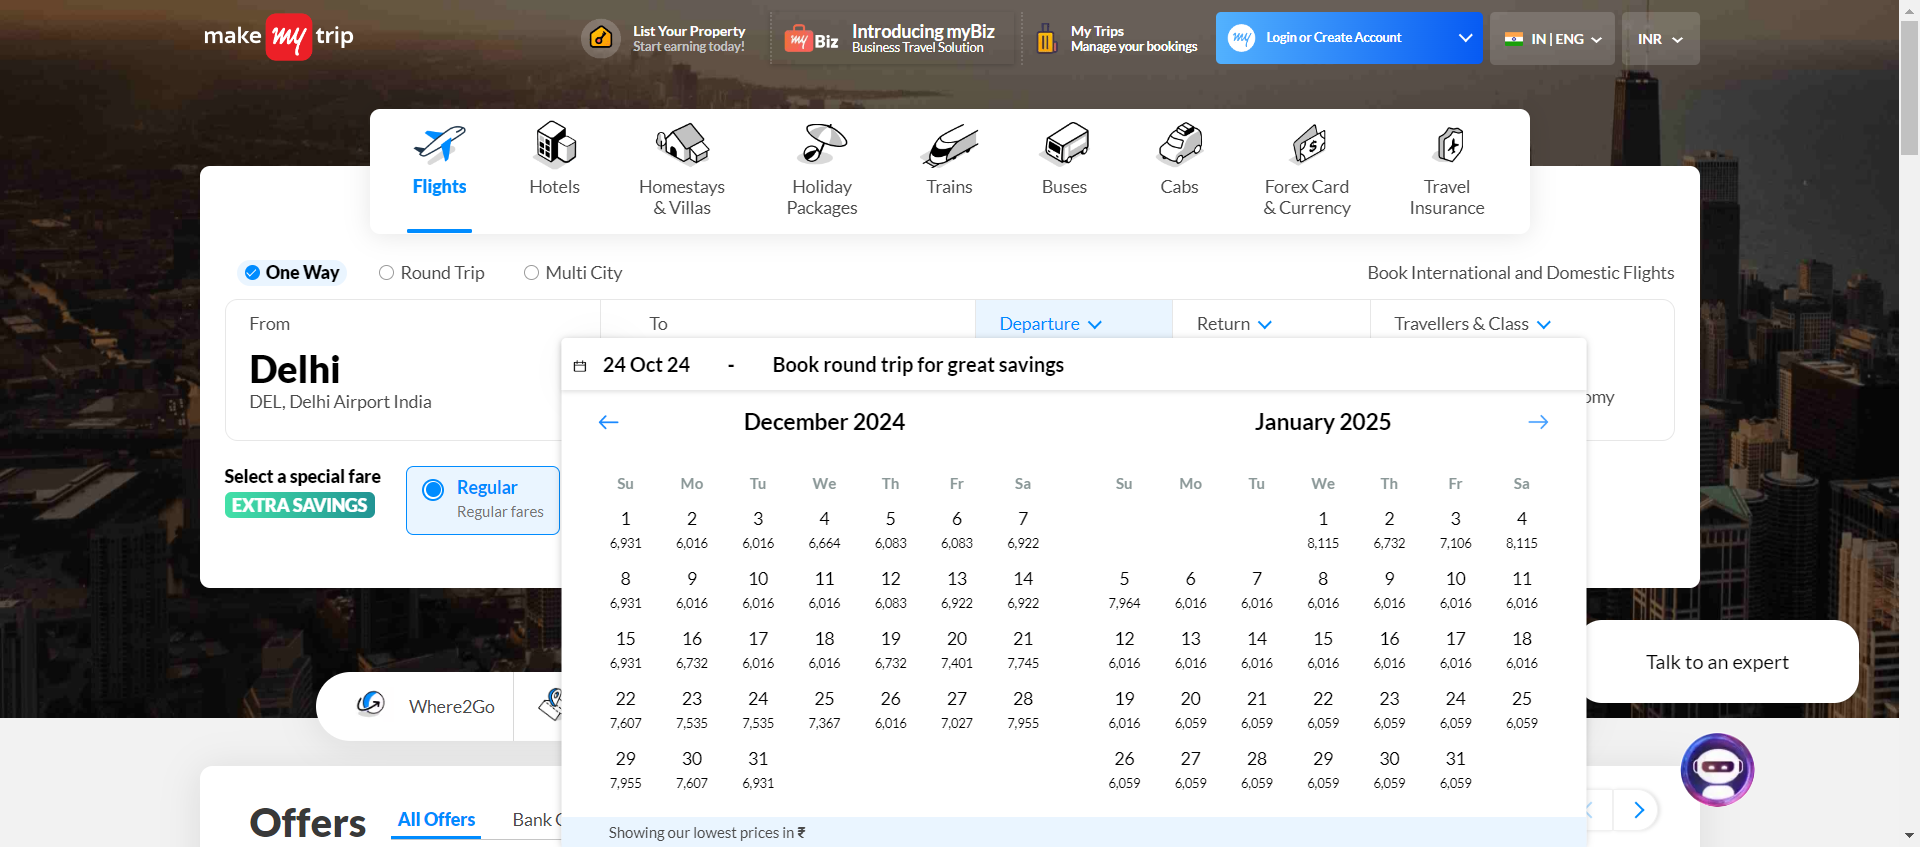 make my trip
List Your Property
Start earning today!
my Biz
Introducing myBiz
Business Travel Solution
My Trips
Manage your bookings
my
Login or Create Account
IN | ENG
INR
Flights
Hotels
Homestays
& Villas
Holiday
Packages
Trains
Buses
Cabs
Forex Card
& Currency
Travel
Insurance
One Way
Round Trip
Multi City
Book International and Domestic Flights
From
To
Departure
Return
Travellers & Class
Delhi
DEL, Delhi Airport India
24 Oct 24 - Book round trip for great savings
omy
December 2024
January 2025
Su Mo Tu We Th Fr Sa
Su Mo Tu We Th Fr Sa
1 2 3 4 5 6 7
6,931 6,016 6,016 6,664 6,083 6,083 6,922
8 9 10 11 12 13 14
6,931 6,016 6,016 6,016 6,083 6,922 6,922
15 16 17 18 19 20 21
6,931 6,732 6,016 6,016 6,732 7,401 7,745
22 23 24 25 26 27 28
7,607 7,535 7,535 7,367 6,016 7,027 7,955
29 30 31
7,955 7,607 6,931
1 2 3 4
8,115 6,732 7,106 8,115
5 6 7 8 9 10 11
7,964 6,016 6,016 6,016 6,016 6,016 6,016
12 13 14 15 16 17 18
6,016 6,016 6,016 6,016 6,016 6,016 6,016
19 20 21 22 23 24 25
6,016 6,059 6,059 6,059 6,059 6,059 6,059
26 27 28 29 30 31
6,059 6,059 6,059 6,059 6,059 6,059
Showing our lowest prices in ₹
Select a special fare
EXTRA SAVINGS
Regular
Regular fares
Talk to an expert
Where2Go
Offers
All Offers
Bank